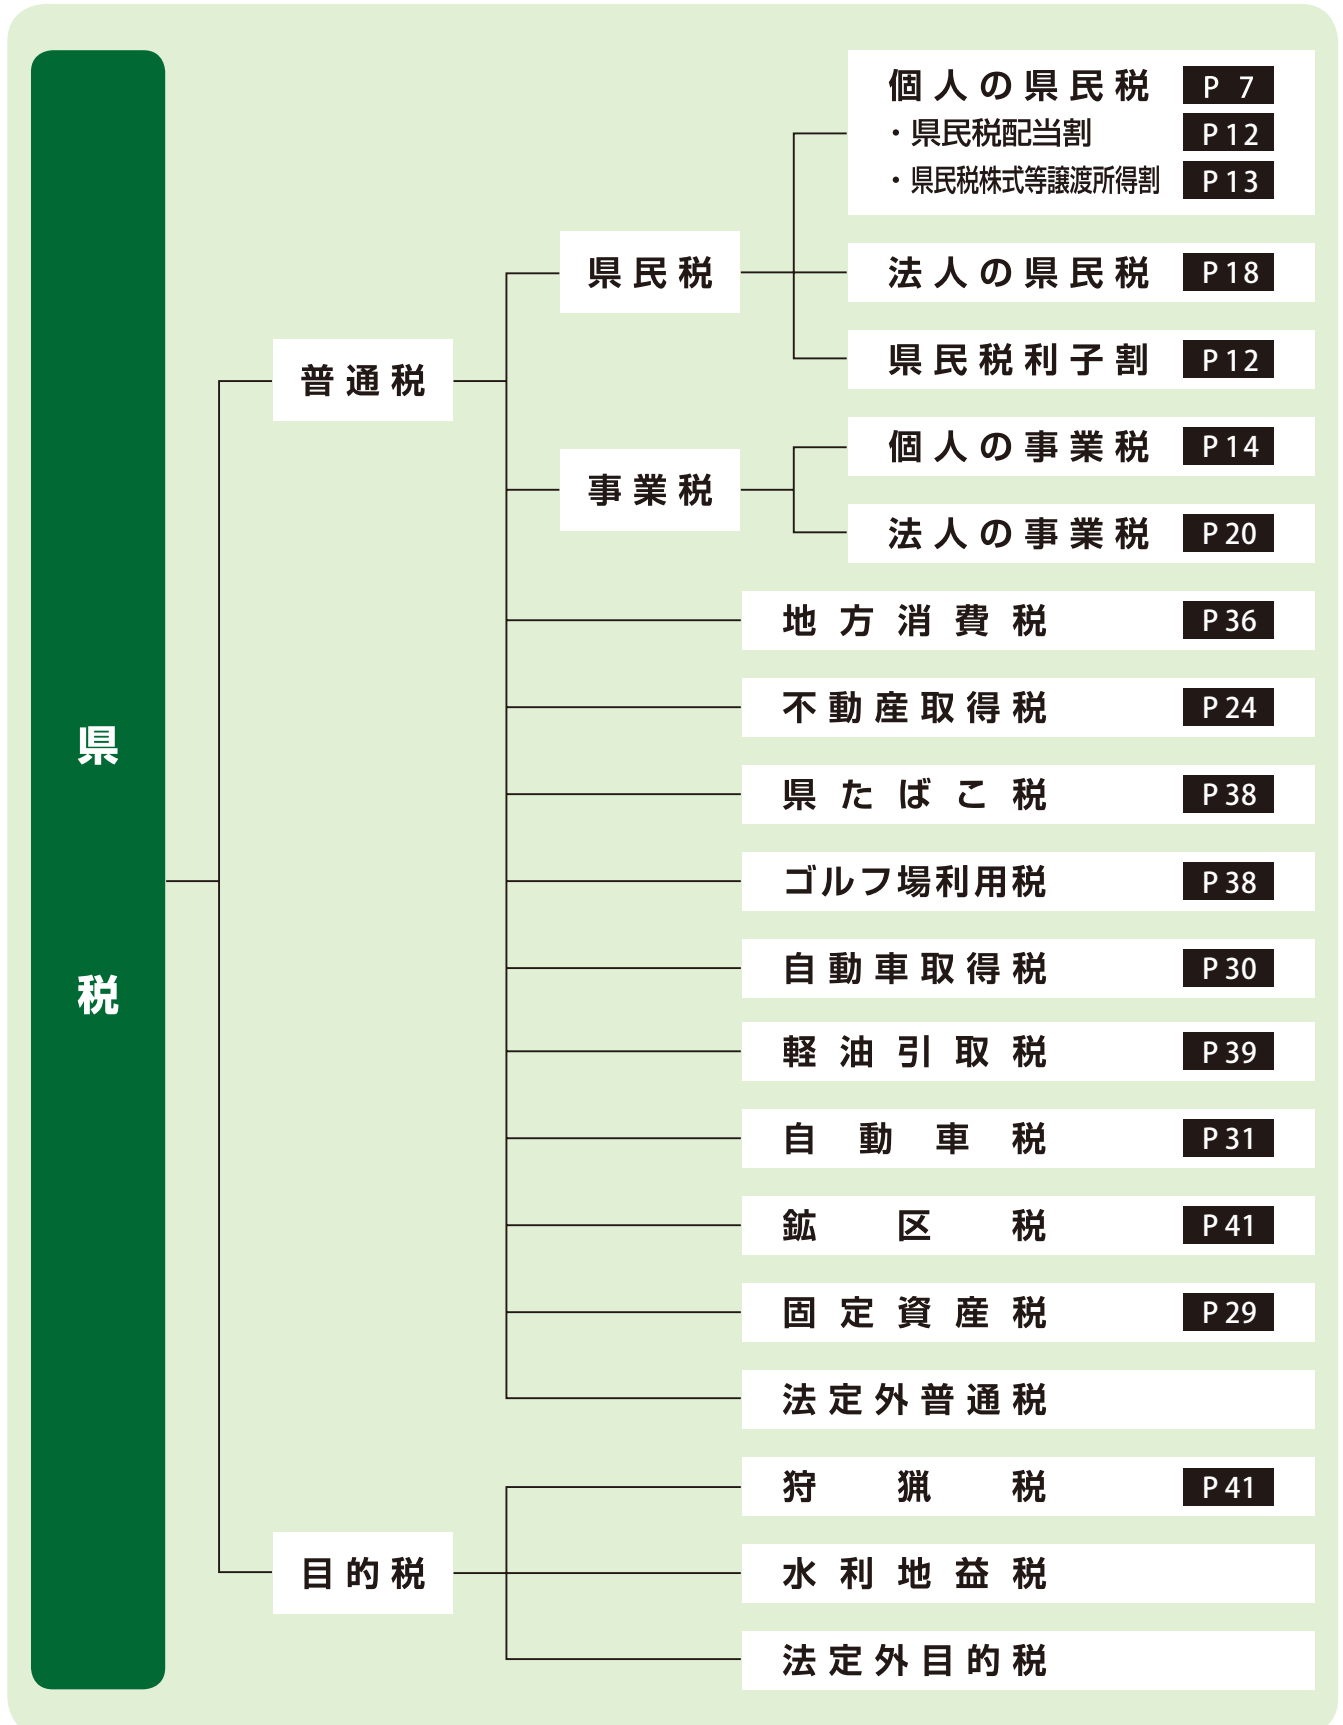 県税
普通税
県民税
個人の県民税 P 7
・県民税配当割 P 12
・県民税株式等譲渡所得割 P 13
法人の県民税 P 18
県民税利子割 P 12
事業税
個人の事業税 P 14
法人の事業税 P 20
地方消費税 P 36
不動産取得税 P 24
県たばこ税 P 38
ゴルフ場利用税 P 38
自動車取得税 P 30
軽油引取税 P 39
自動車税 P 31
鉱区税 P 41
固定資産税 P 29
法定外普通税
目的税
狩猟税 P 41
水利地益税
法定外目的税